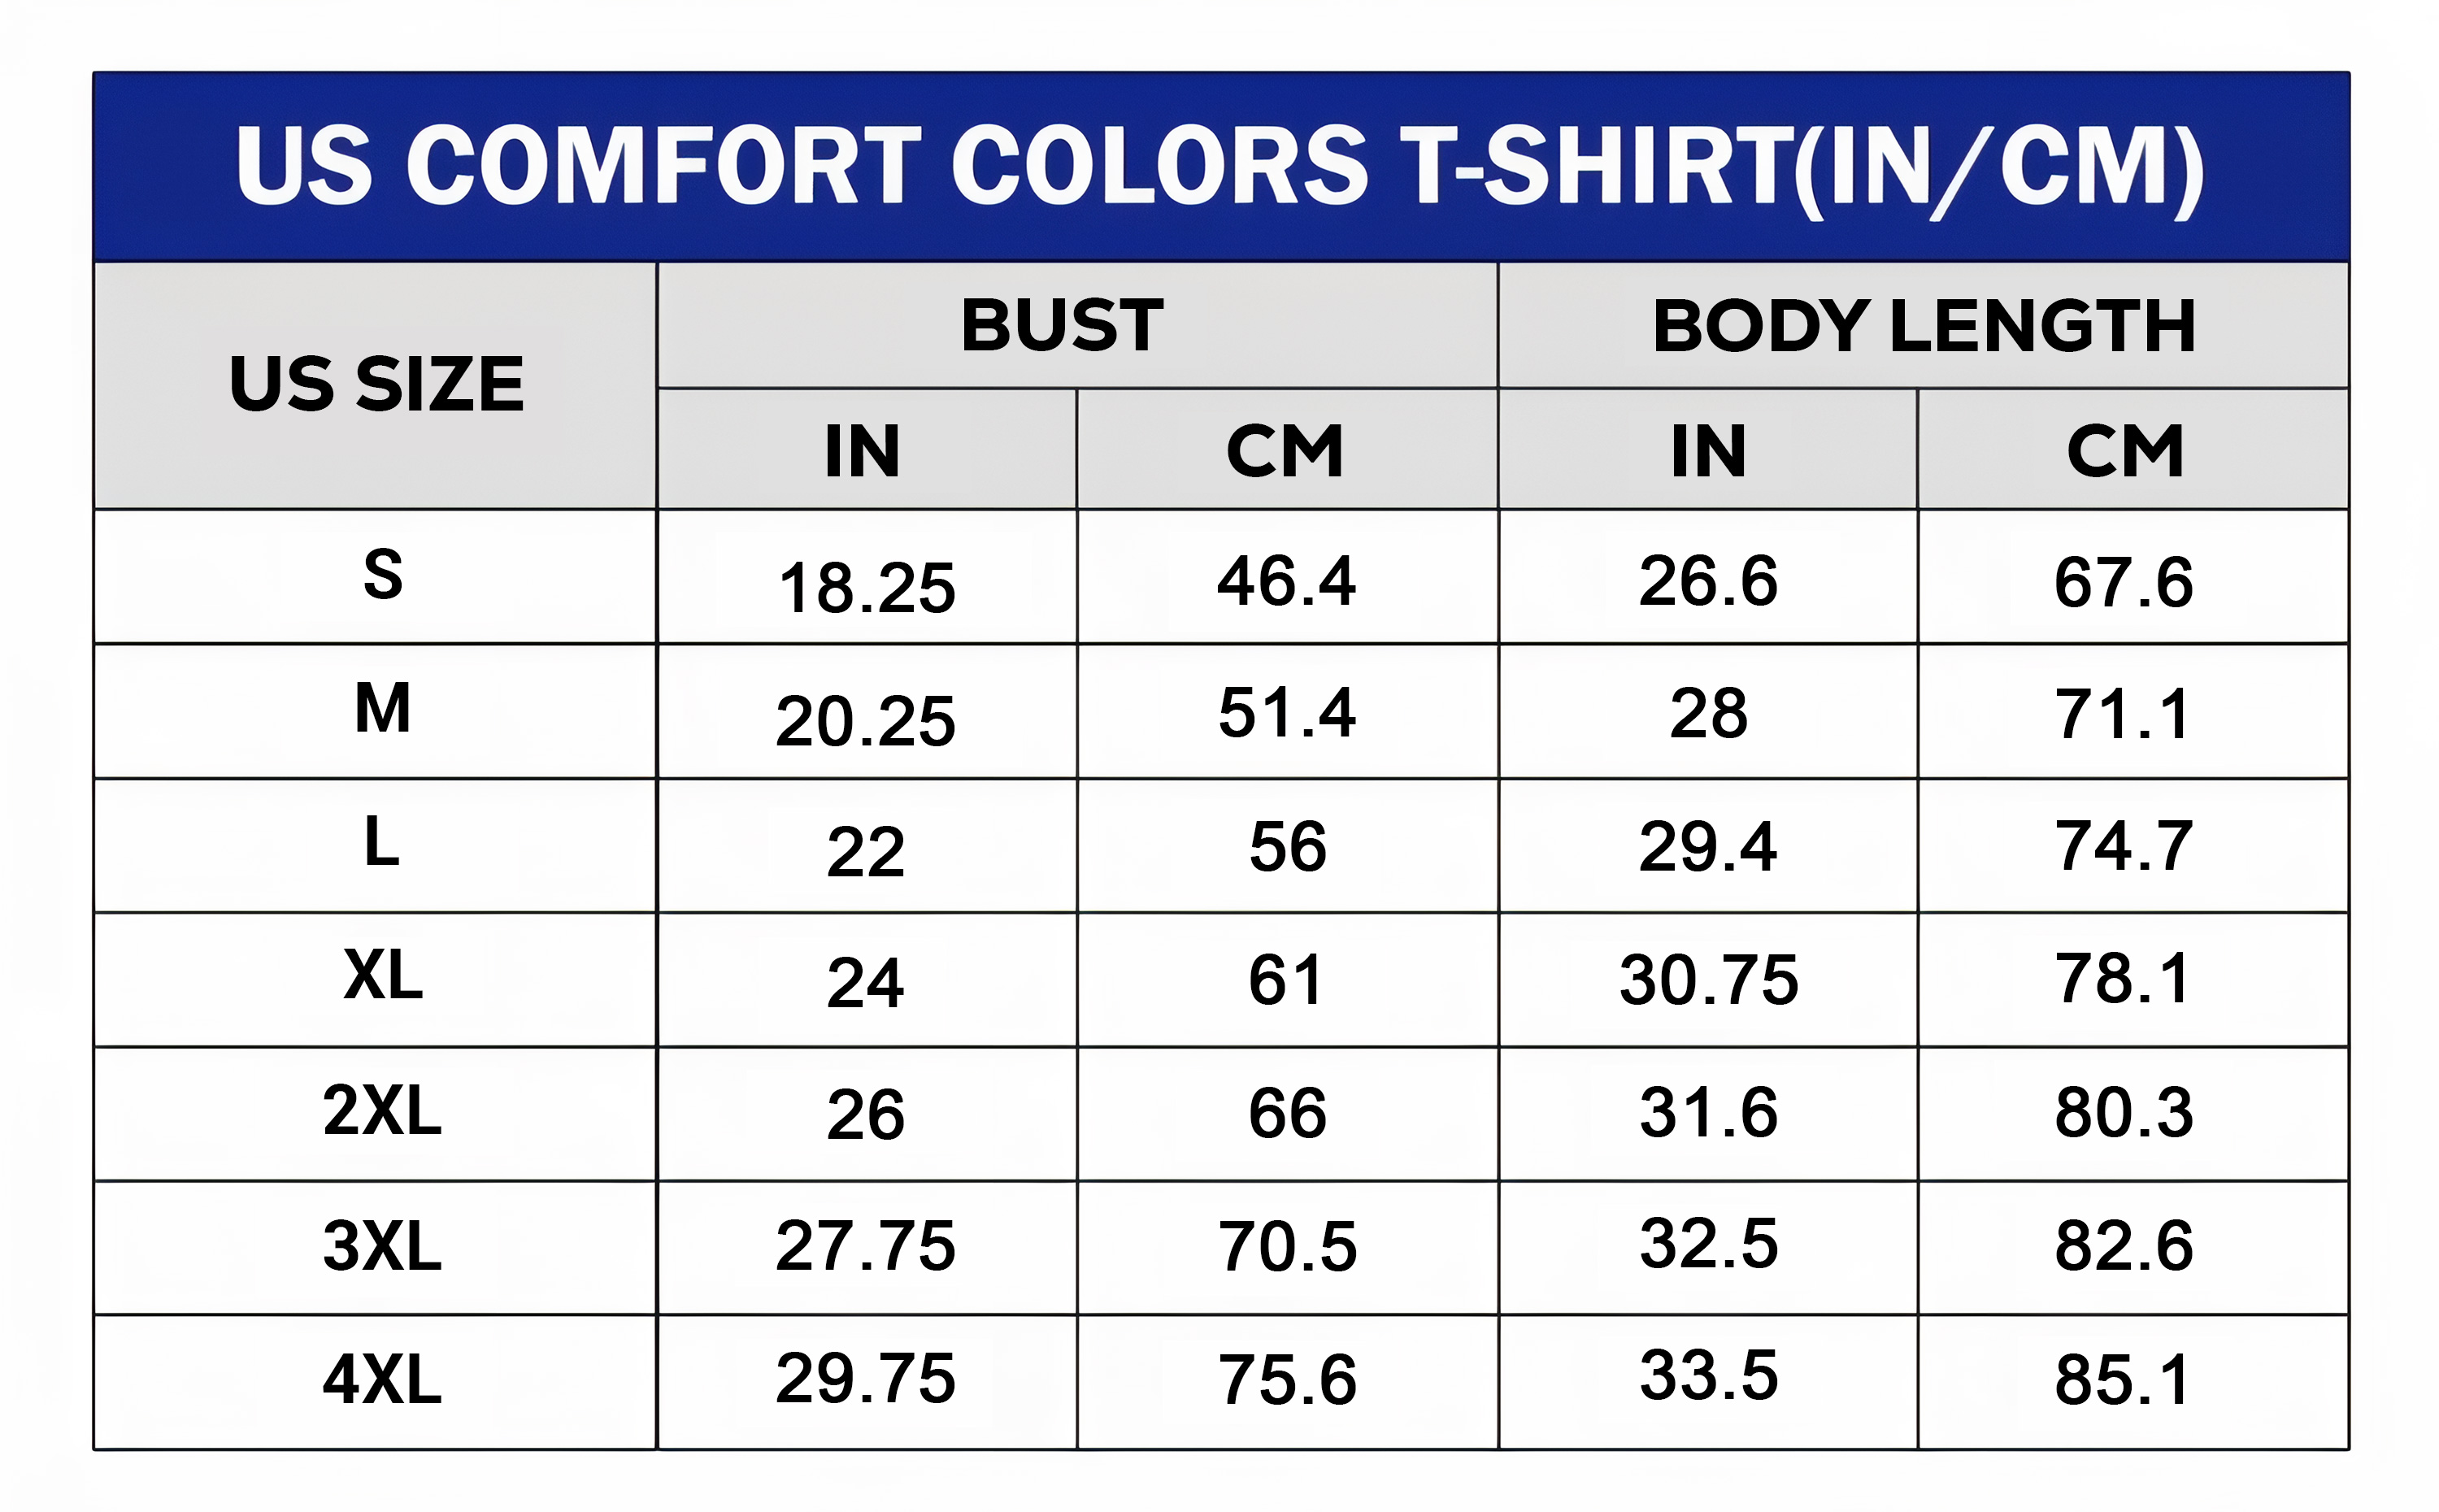 US COMFORT COLORS T-SHIRT(IN/CM)
US SIZE BUST BODY LENGTH
IN CM IN CM
S 18.25 46.4 26.6 67.6
M 20.25 51.4 28 71.1
L 22 56 29.4 74.7
XL 24 61 30.75 78.1
2XL 26 66 31.6 80.3
3XL 27.75 70.5 32.5 82.6
4XL 29.75 75.6 33.5 85.1